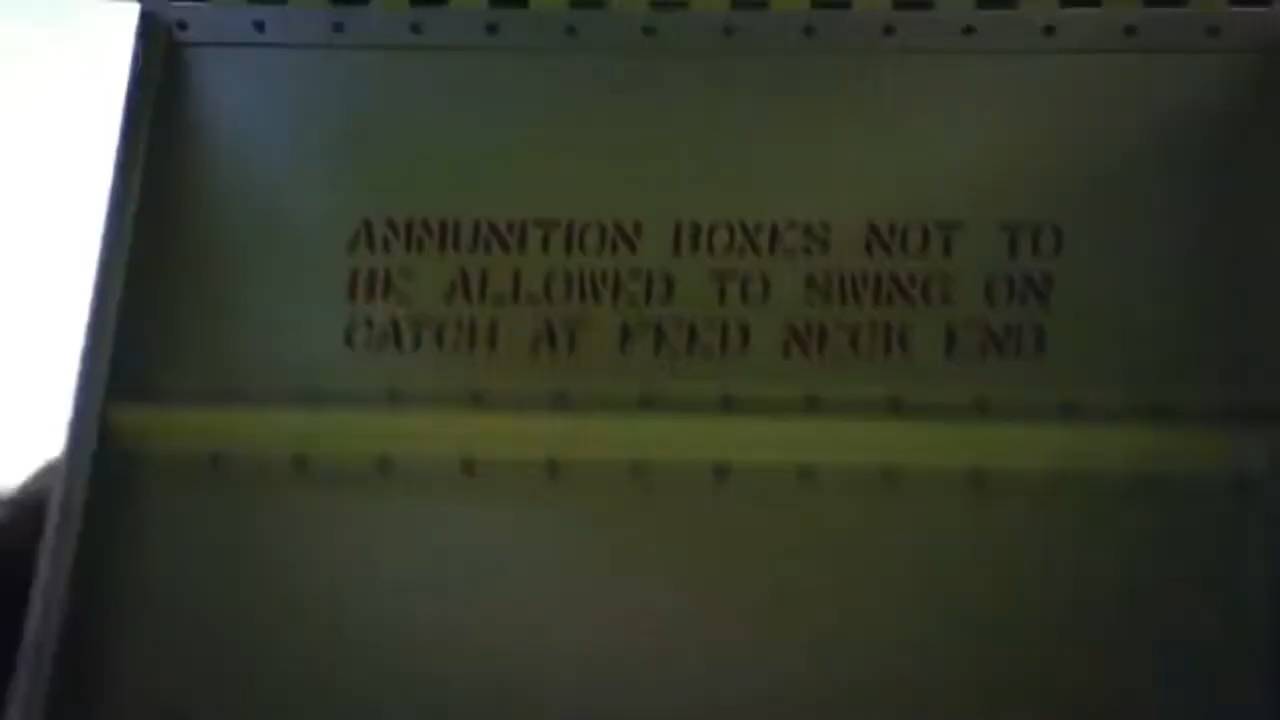 AMMUNITION BOXES NOT TO
BE ALLOWED TO SWING ON
CATCH AT FEED NECK END